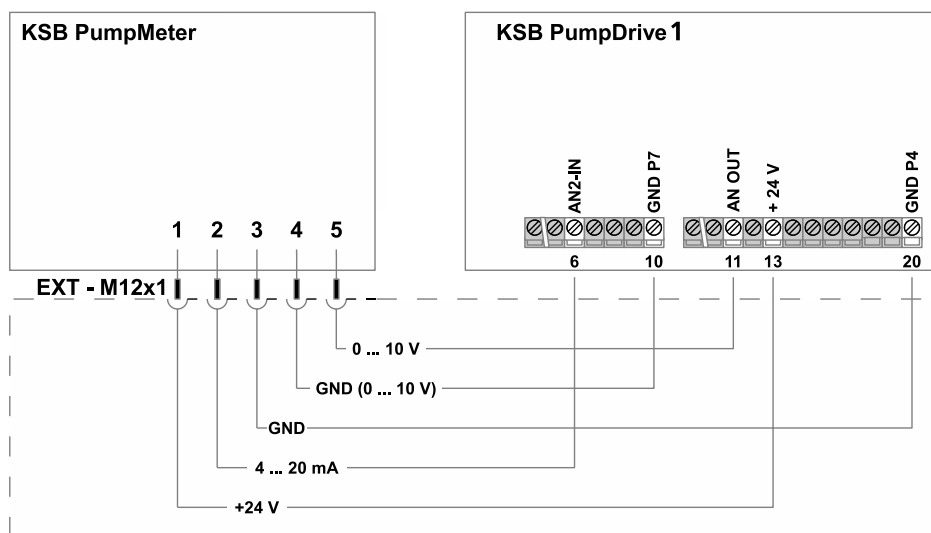 KSB PumpMeter
KSB PumpDrive 1
AN2-IN
GND P7
AN OUT
+ 24 V
GND P4
1 2 3 4 5
6 10 11 13 20
EXT - M12x1
0 ... 10 V
GND (0 ... 10 V)
GND
4 ... 20 mA
+24 V